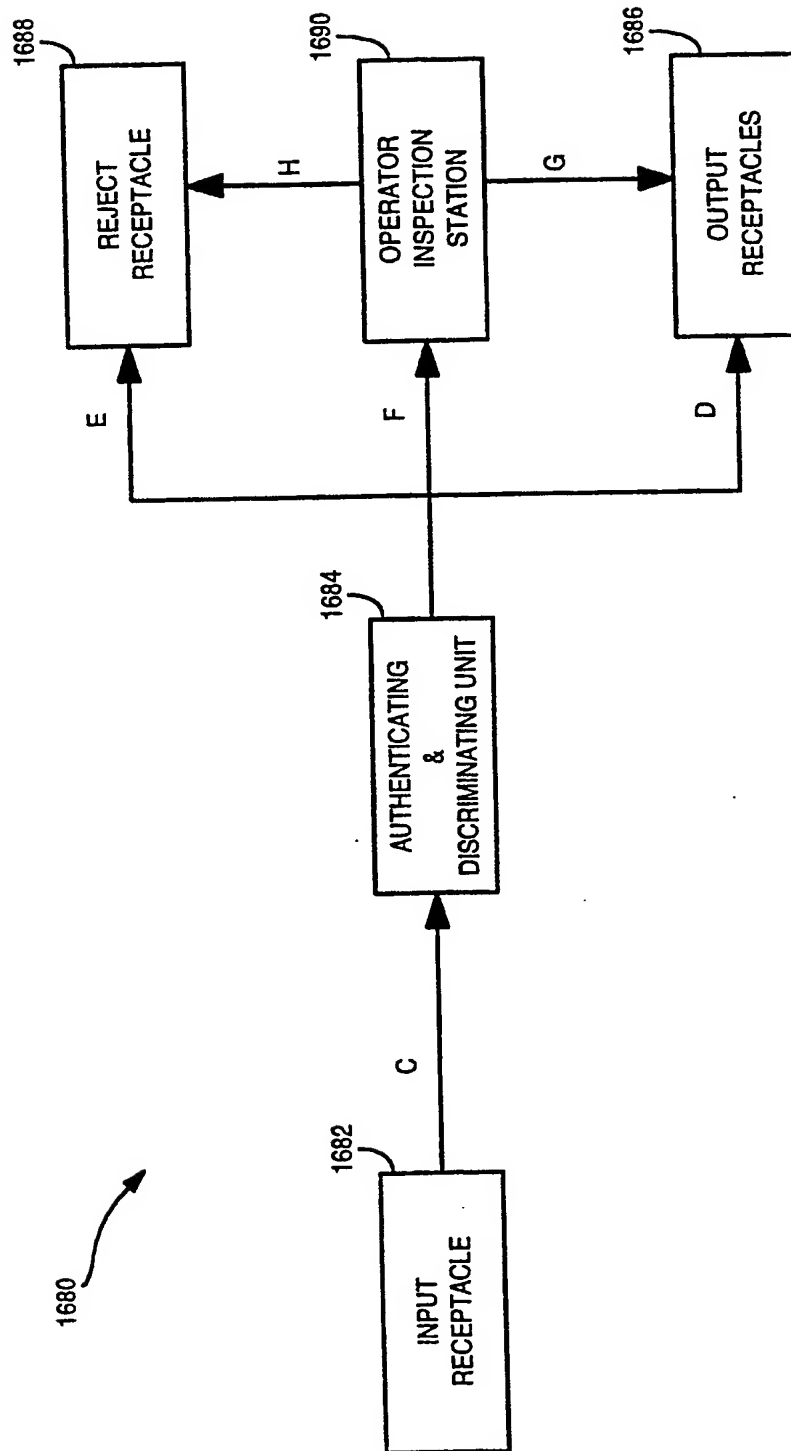 1680
1682
INPUT
RECEPTACLE
C
1684
AUTHENTICATING
&
DISCRIMINATING UNIT
E
F
D
1688
REJECT
RECEPTACLE
H
1690
OPERATOR
INSPECTION
STATION
G
1686
OUTPUT
RECEPTACLES